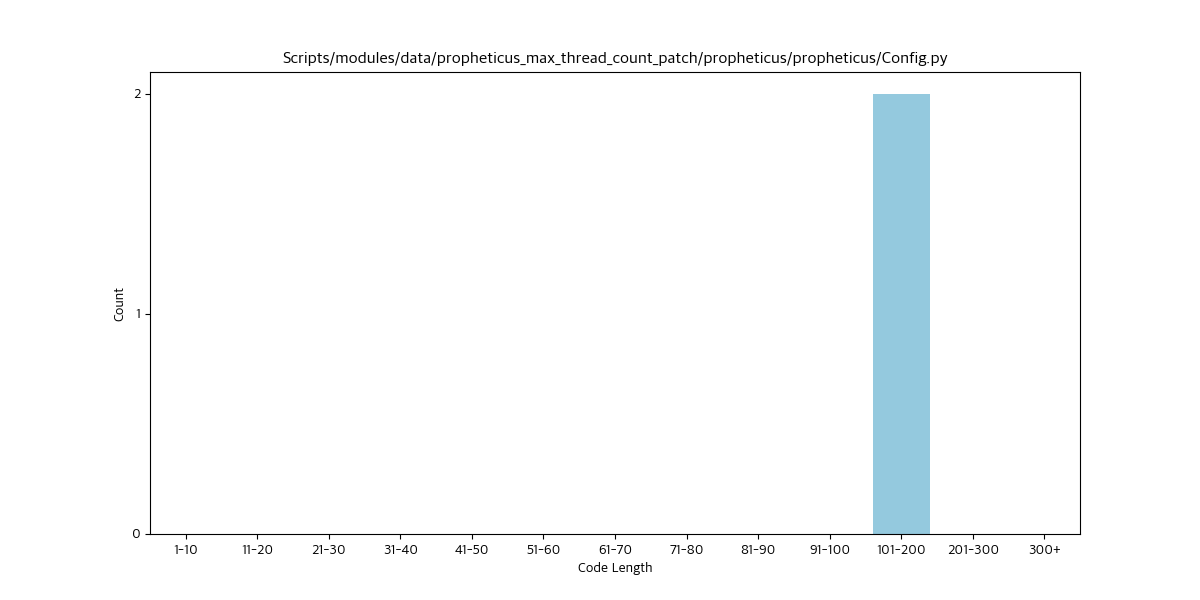 Scripts/modules/data/propheticus_max_thread_count_patch/propheticus/propheticus/Config.py
2
1
0
Count
1-10 11-20 21-30 31-40 41-50 51-60 61-70 71-80 81-90 91-100 101-200 201-300 300+
Code Length